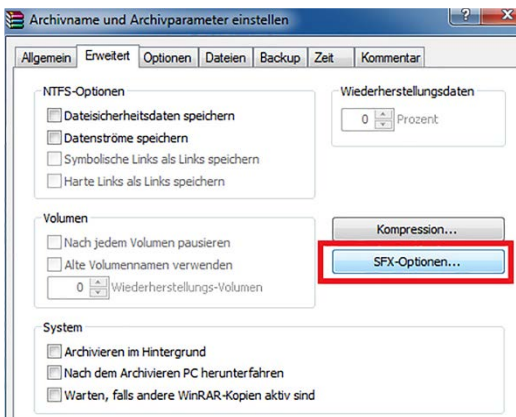 Archivname und Archivparameter einstellen
Allgemein Erweitert Optionen Dateien Backup Zeit Kommentar
NTFS-Optionen
Dateisicherheitsdaten speichern
Datenströme speichern
Symbolische Links als Links speichern
Harte Links als Links speichern
Wiederherstellungsdaten
0 Prozent
Volumen
Nach jedem Volumen pausieren
Alte Volumennamen verwenden
0 Wiederherstellungs-Volumen
Kompression...
SFX-Optionen...
System
Archivieren im Hintergrund
Nach dem Archivieren PC herunterfahren
Warten, falls andere WinRAR-Kopien aktiv sind